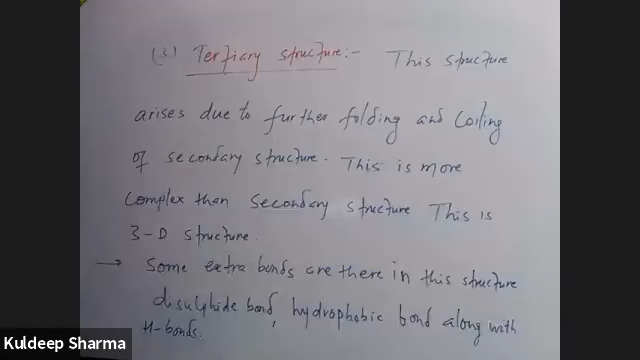 (3) Tertiary structure:- This structure
arises due to further folding and coiling
of secondary structure. This is more
complex than secondary structure This is
3-D structure.
→ Some extra bonds are there in this structure
disulphide bond, hydrophobic bond along with
H-bonds.
Kuldeep Sharma